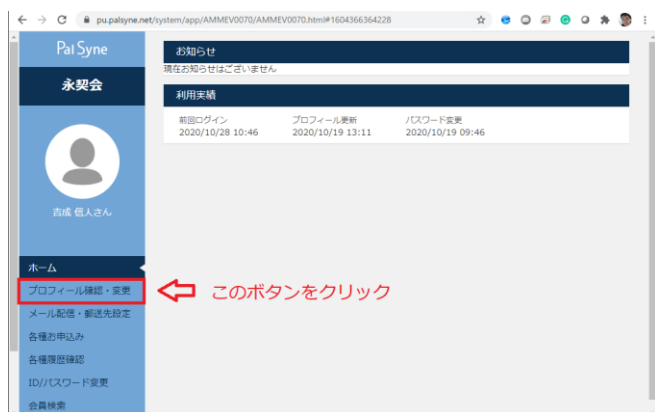 pu.palsyne.net/system/app/AMMEV0070/AMMEV0070.html#1604366364228
Pal Syne
永契会
吉成 信人さん
ホーム
プロフィール確認・変更
メール配信・郵送先設定
各種お申込み
各種履歴確認
ID/パスワード変更
会員検索
お知らせ
現在お知らせはございません
利用実績
前回ログイン プロフィール更新 パスワード変更
2020/10/28 10:46 2020/10/19 13:11 2020/10/19 09:46
このボタンをクリック